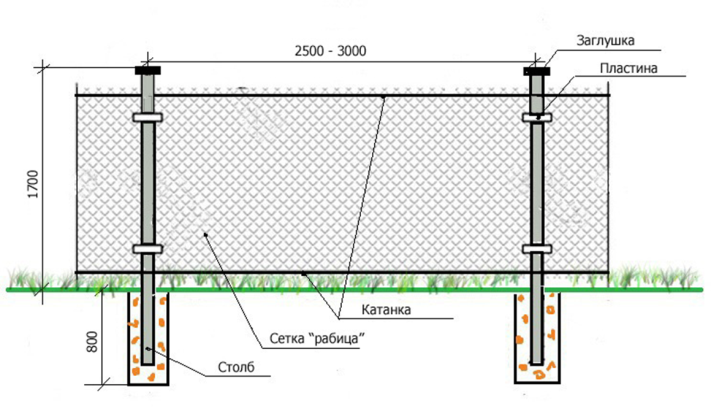 2500 - 3000
Заглушка
Пластина
1700
Катанка
800
Сетка "рабица"
Столб